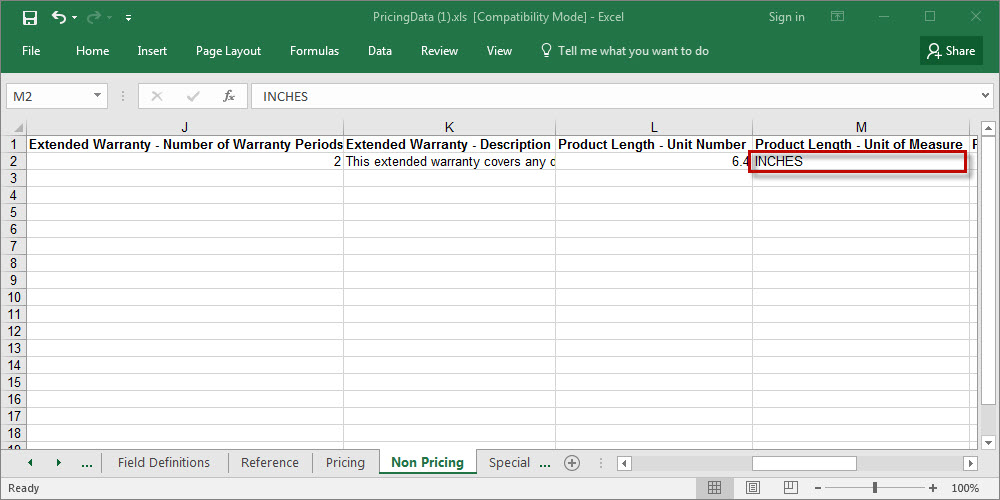 PricingData (1).xls [Compatibility Mode] - Excel
Sign in
File Home Insert Page Layout Formulas Data Review View Tell me what you want to do Share
M2 fx INCHES
J K L M
1 Extended Warranty - Number of Warranty Periods Extended Warranty - Description Product Length - Unit Number Product Length - Unit of Measure
2 2 This extended warranty covers any d 6.4 INCHES
3
4
5
6
7
8
9
10
11
12
13
14
15
16
17
18
... Field Definitions Reference Pricing Non Pricing Special ...
Ready 100%